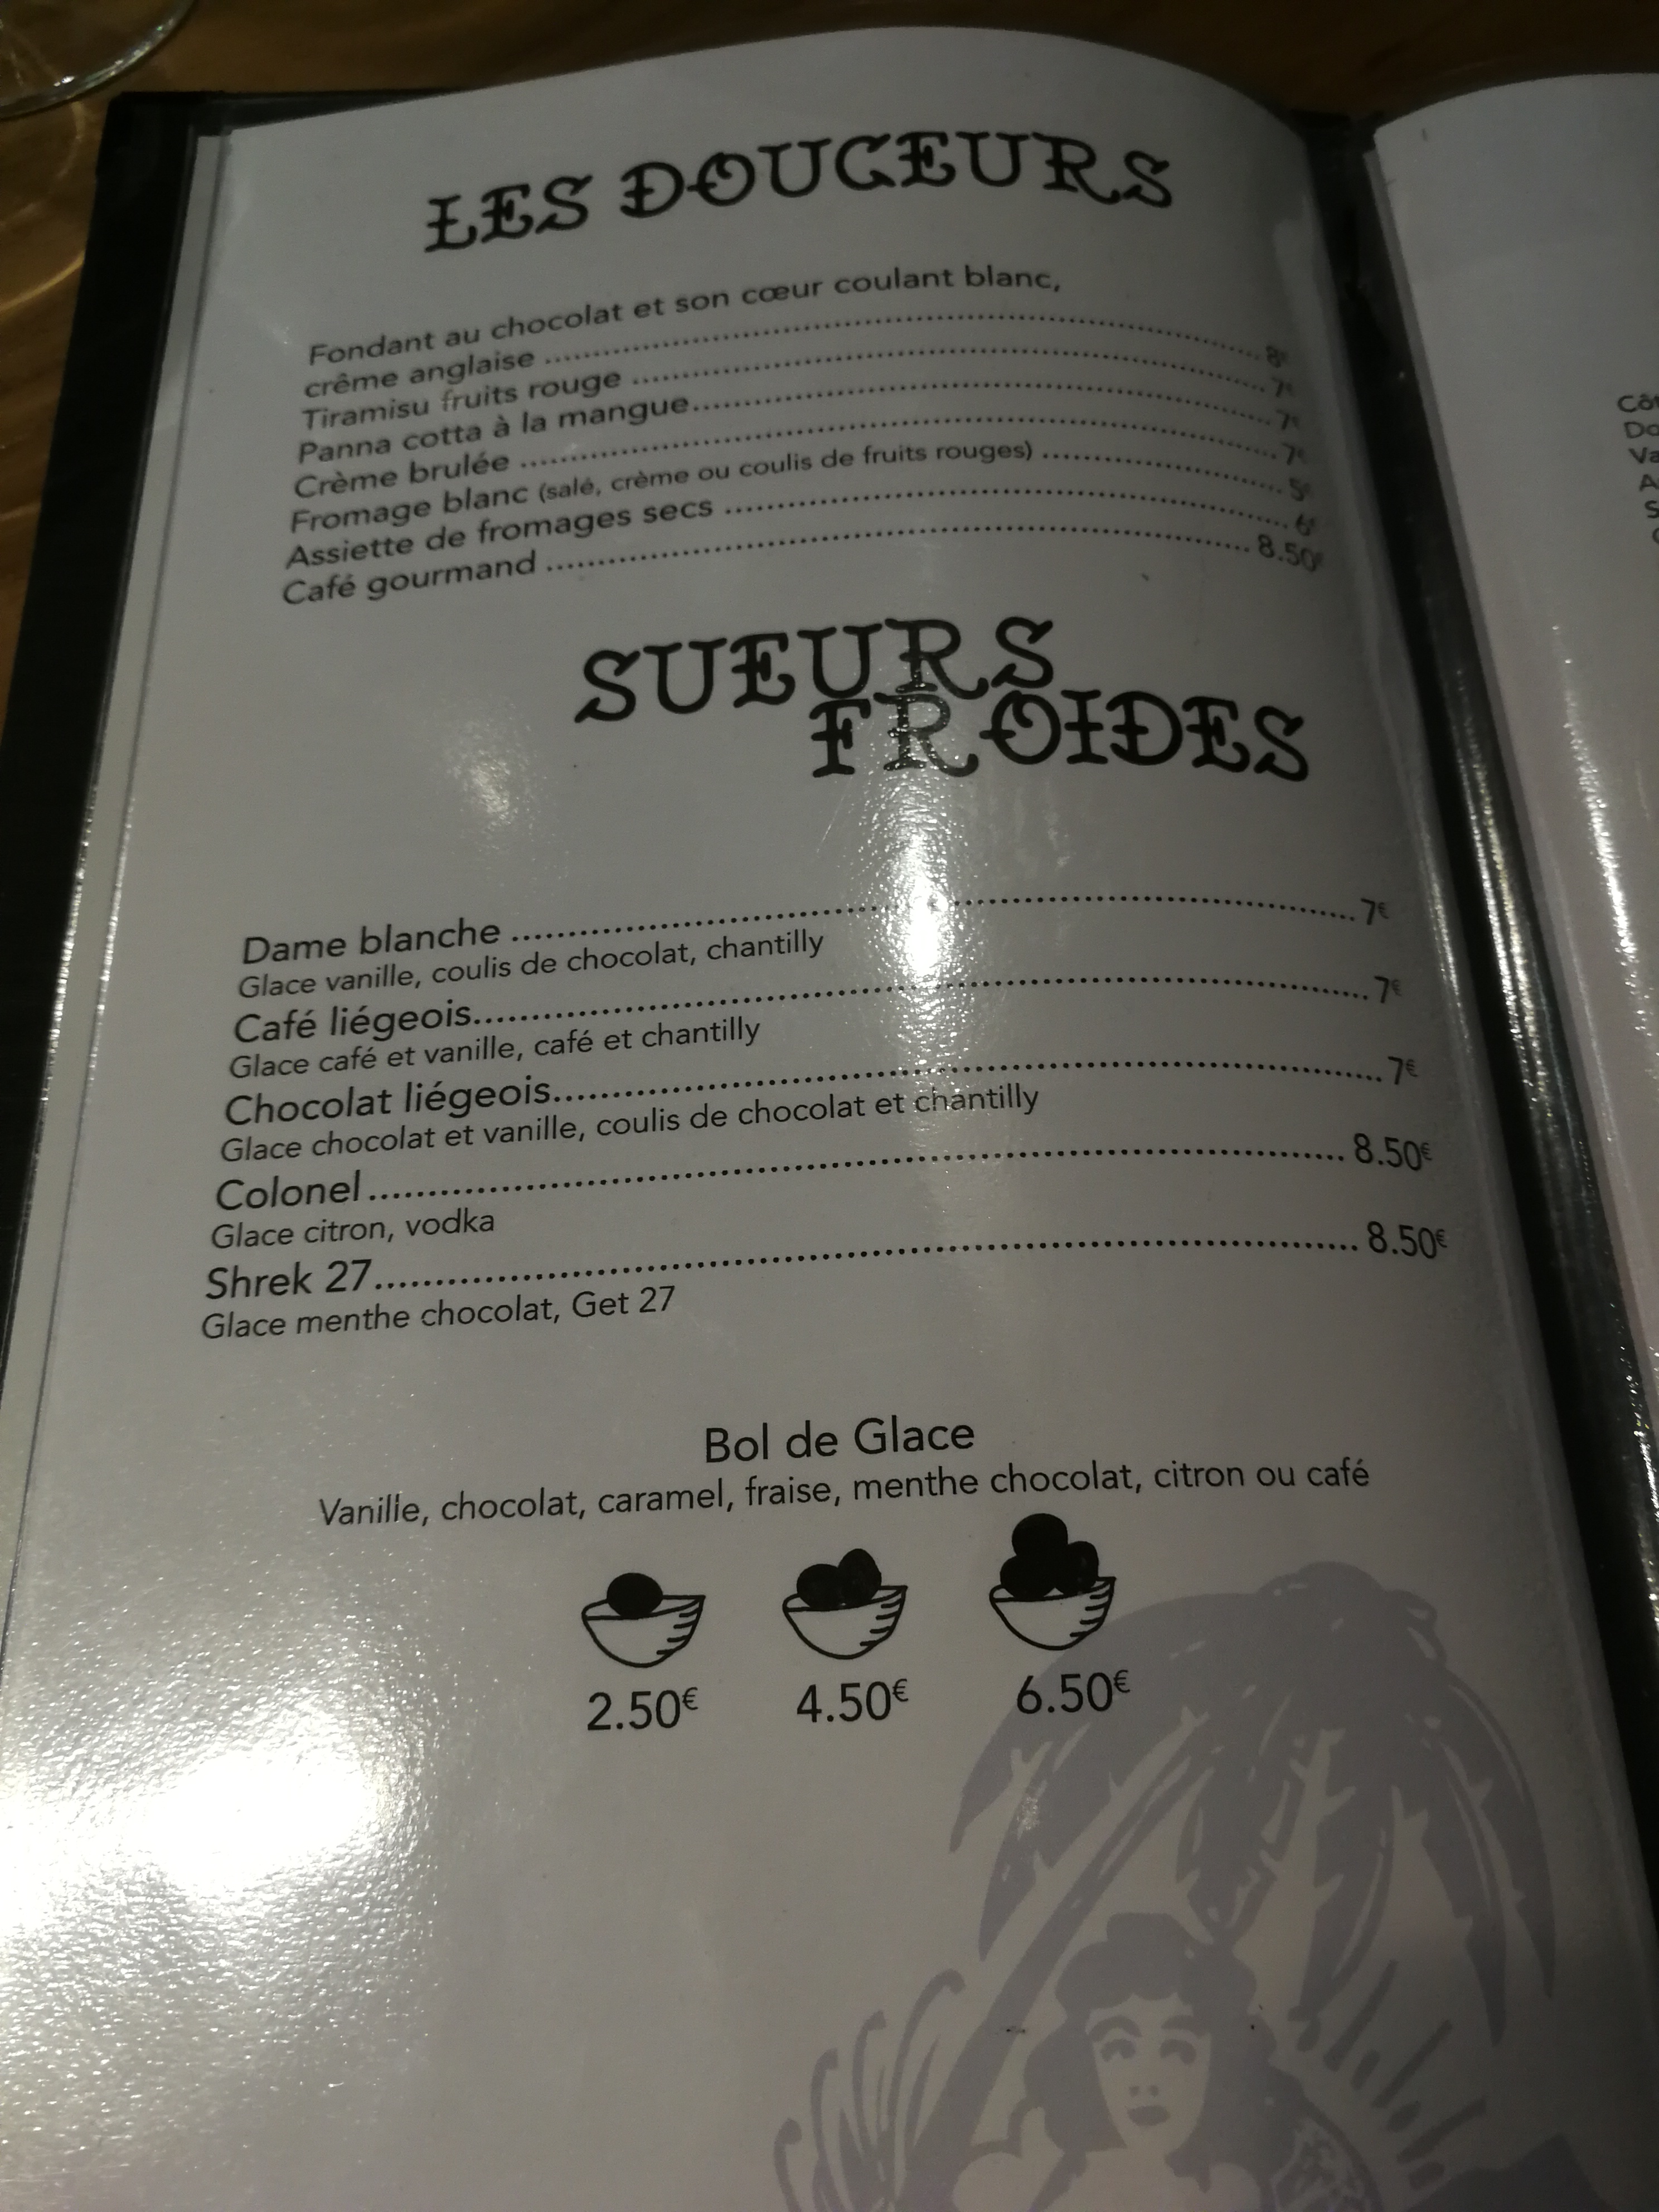 LES DOUCEURS
Fondant au chocolat et son cœur coulant blanc,
crême anglaise ........ 8€
Tiramisu fruits rouge ........ 7€
Panna cotta à la mangue........ 7€
Crème brulée ........ 7€
Fromage blanc (salé, crème ou coulis de fruits rouges) ........ 5€
Assiette de fromages secs ........ 6€
Café gourmand ........ 8.50€
SUEURS
FROIDES
Dame blanche ........ 7€
Glace vanille, coulis de chocolat, chantilly
Café liégeois........ 7€
Glace café et vanille, café et chantilly
Chocolat liégeois........ 7€
Glace chocolat et vanille, coulis de chocolat et chantilly
Colonel ........ 8.50€
Glace citron, vodka
Shrek 27........ 8.50€
Glace menthe chocolat, Get 27
Bol de Glace
Vanille, chocolat, caramel, fraise, menthe chocolat, citron ou café
2.50€ 4.50€ 6.50€